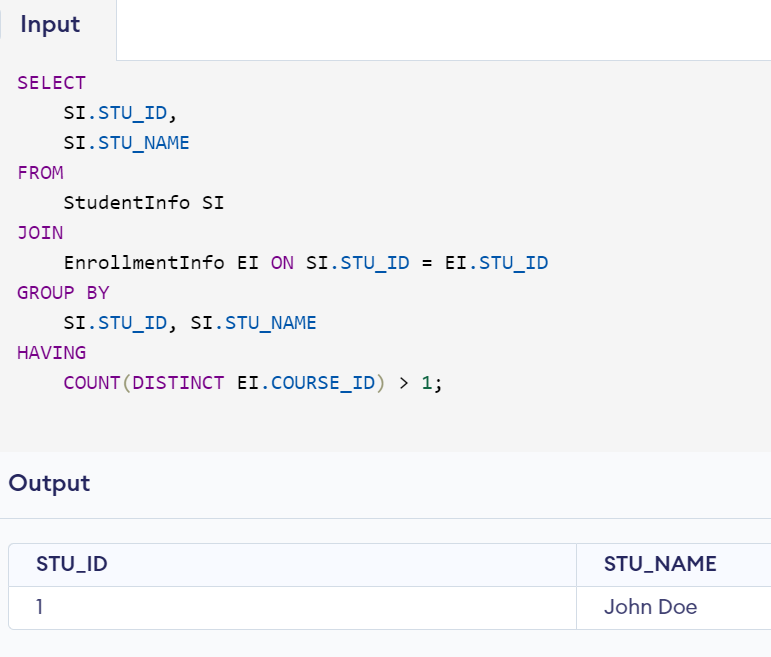 Input
SELECT
SI.STU_ID,
SI.STU_NAME
FROM
StudentInfo SI
JOIN
EnrollmentInfo EI ON SI.STU_ID = EI.STU_ID
GROUP BY
SI.STU_ID, SI.STU_NAME
HAVING
COUNT(DISTINCT EI.COURSE_ID) > 1;
Output
STU_ID STU_NAME
1 John Doe